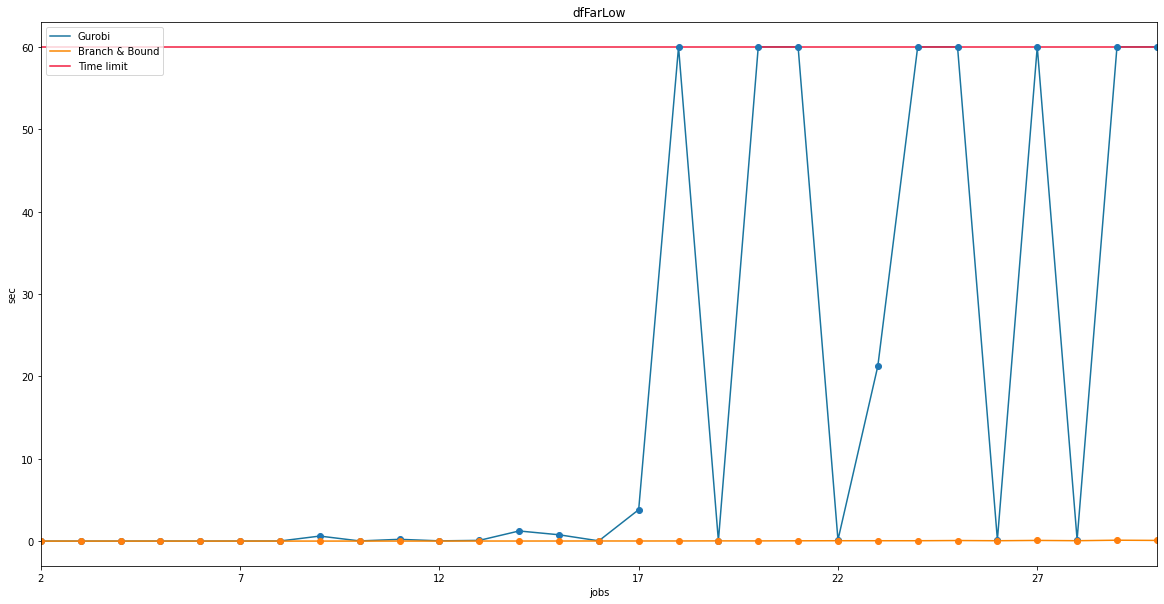 dfFarLow
Gurobi
Branch & Bound
Time limit
60
50
40
30
20
10
0
sec
2 7 12 17 22 27
jobs